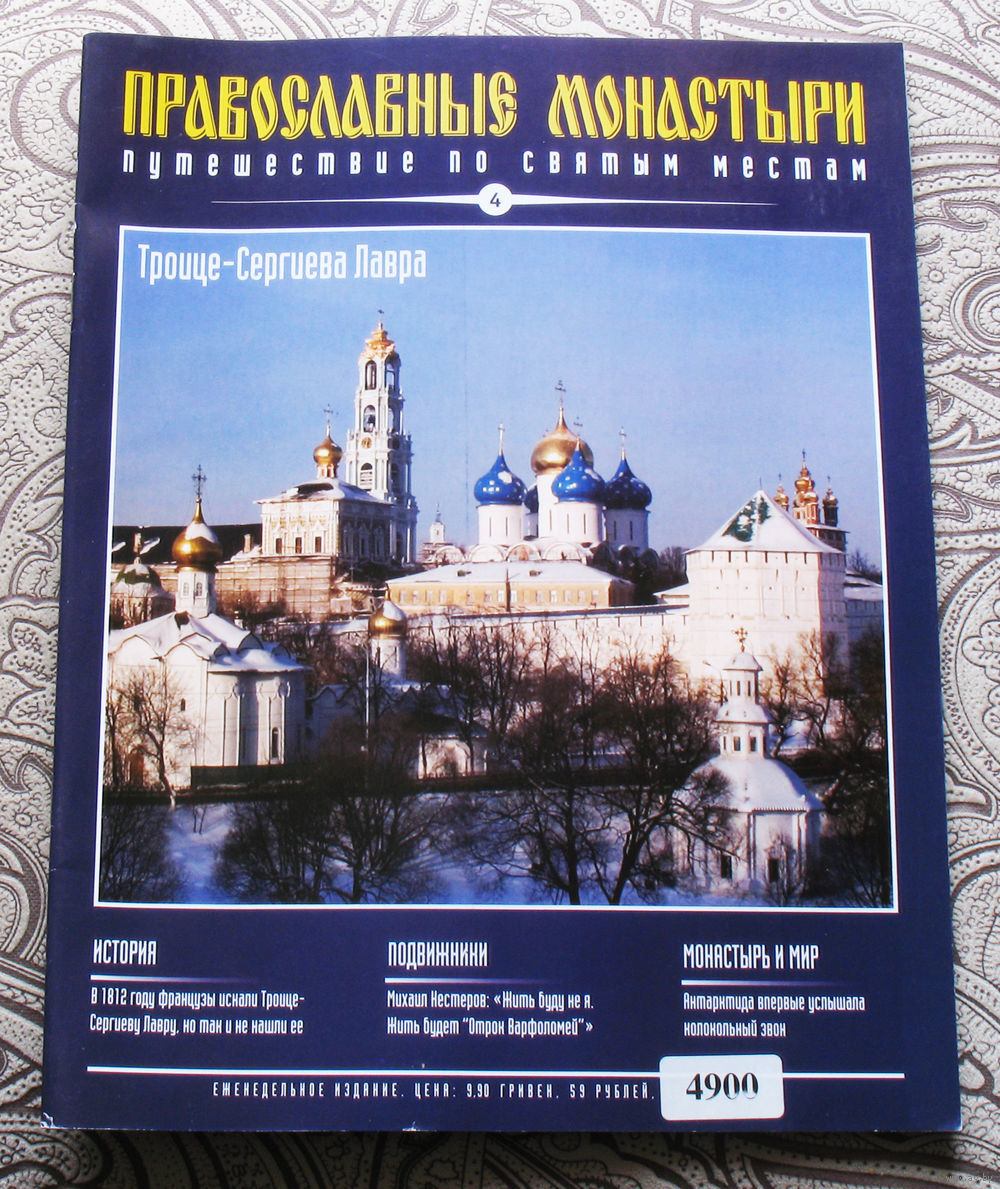 ПРАВОСЛАВНЫЕ МОНАСТЫРИ
ПУТЕШЕСТВИЕ ПО СВЯТЫМ МЕСТАМ
4
Троице-Сергиева Лавра
ИСТОРИЯ
В 1812 году французы искали Троице-
Сергиеву Лавру, но так и не нашли ее
ПОДВИЖНИКИ
Михаил Нестеров: «Жить буду не я.
Жить будет "Отрок Варфоломей"»
МОНАСТЫРЬ И МИР
Антарктида впервые услышала
колокольный звон
ЕЖЕНЕДЕЛЬНОЕ ИЗДАНИЕ. ЦЕНА: 9.90 ГРИВЕН. 59 РУБЛЕЙ.
4900